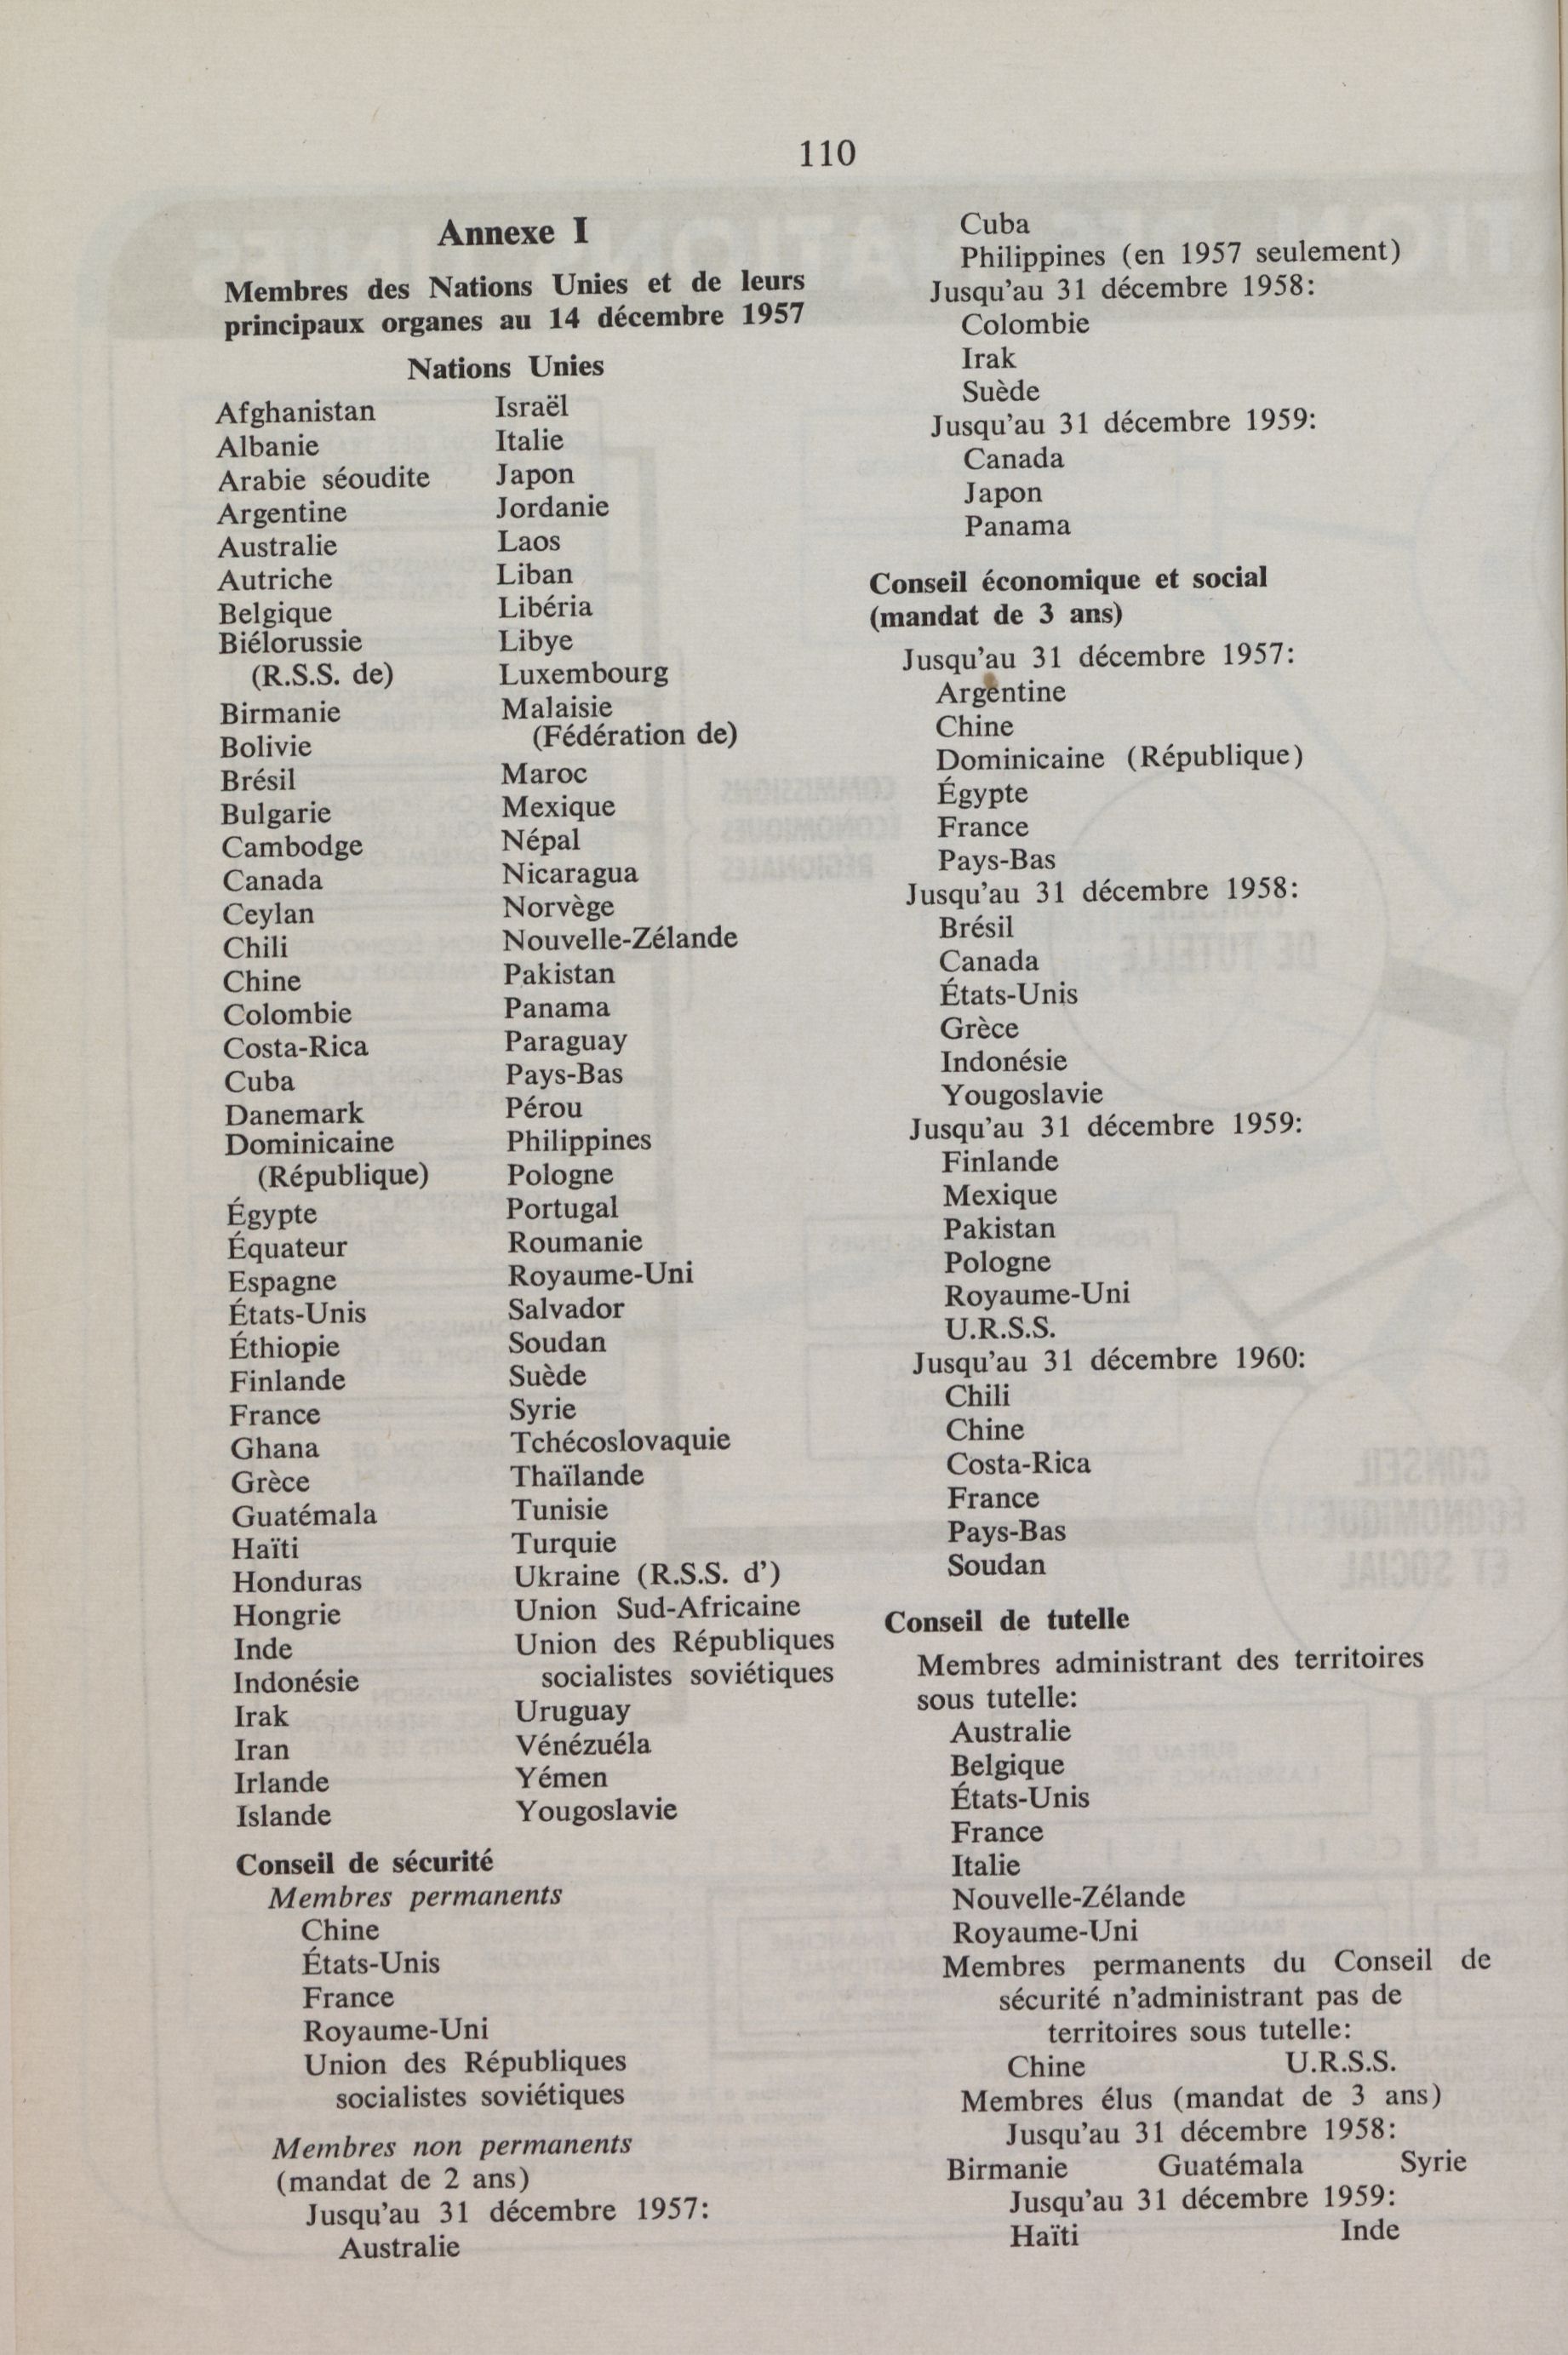 110
Annexe I
Membres des Nations Unies et de leurs
principaux organes au 14 décembre 1957
Nations Unies
Afghanistan
Albanie
Arabie séoudite
Argentine
Australie
Autriche
Belgique
Biélorussie
(R.S.S. de)
Birmanie
Bolivie
Brésil
Bulgarie
Cambodge
Canada
Ceylan
Chili
Chine
Colombie
Costa-Rica
Cuba
Danemark
Dominicaine
(République)
Égypte
Équateur
Espagne
États-Unis
Éthiopie
Finlande
France
Ghana
Grèce
Guatémala
Haïti
Honduras
Hongrie
Inde
Indonésie
Irak
Iran
Irlande
Islande
Israël
Italie
Japon
Jordanie
Laos
Liban
Libéria
Libye
Luxembourg
Malaisie
(Fédération de)
Maroc
Mexique
Népal
Nicaragua
Norvège
Nouvelle-Zélande
Pakistan
Panama
Paraguay
Pays-Bas
Pérou
Philippines
Pologne
Portugal
Roumanie
Royaume-Uni
Salvador
Soudan
Suède
Syrie
Tchécoslovaquie
Thaïlande
Tunisie
Turquie
Ukraine (R.S.S. d')
Union Sud-Africaine
Union des Républiques
socialistes soviétiques
Uruguay
Vénézuéla
Yémen
Yougoslavie
Conseil de sécurité
Membres permanents
Chine
États-Unis
France
Royaume-Uni
Union des Républiques
socialistes soviétiques
Membres non permanents
(mandat de 2 ans)
Jusqu'au 31 décembre 1957:
Australie
Cuba
Philippines (en 1957 seulement)
Jusqu'au 31 décembre 1958:
Colombie
Irak
Suède
Jusqu'au 31 décembre 1959:
Canada
Japon
Panama
Conseil économique et social
(mandat de 3 ans)
Jusqu'au 31 décembre 1957:
Argentine
Chine
Dominicaine (République)
Égypte
France
Pays-Bas
Jusqu'au 31 décembre 1958:
Brésil
Canada
États-Unis
Grèce
Indonésie
Yougoslavie
Jusqu'au 31 décembre 1959:
Finlande
Mexique
Pakistan
Pologne
Royaume-Uni
U.R.S.S.
Jusqu'au 31 décembre 1960:
Chili
Chine
Costa-Rica
France
Pays-Bas
Soudan
Conseil de tutelle
Membres administrant des territoires
sous tutelle:
Australie
Belgique
États-Unis
France
Italie
Nouvelle-Zélande
Royaume-Uni
Membres permanents du Conseil de
sécurité n'administrant pas de
territoires sous tutelle:
Chine U.R.S.S.
Membres élus (mandat de 3 ans)
Jusqu'au 31 décembre 1958:
Birmanie Guatémala Syrie
Jusqu'au 31 décembre 1959:
Haïti Inde